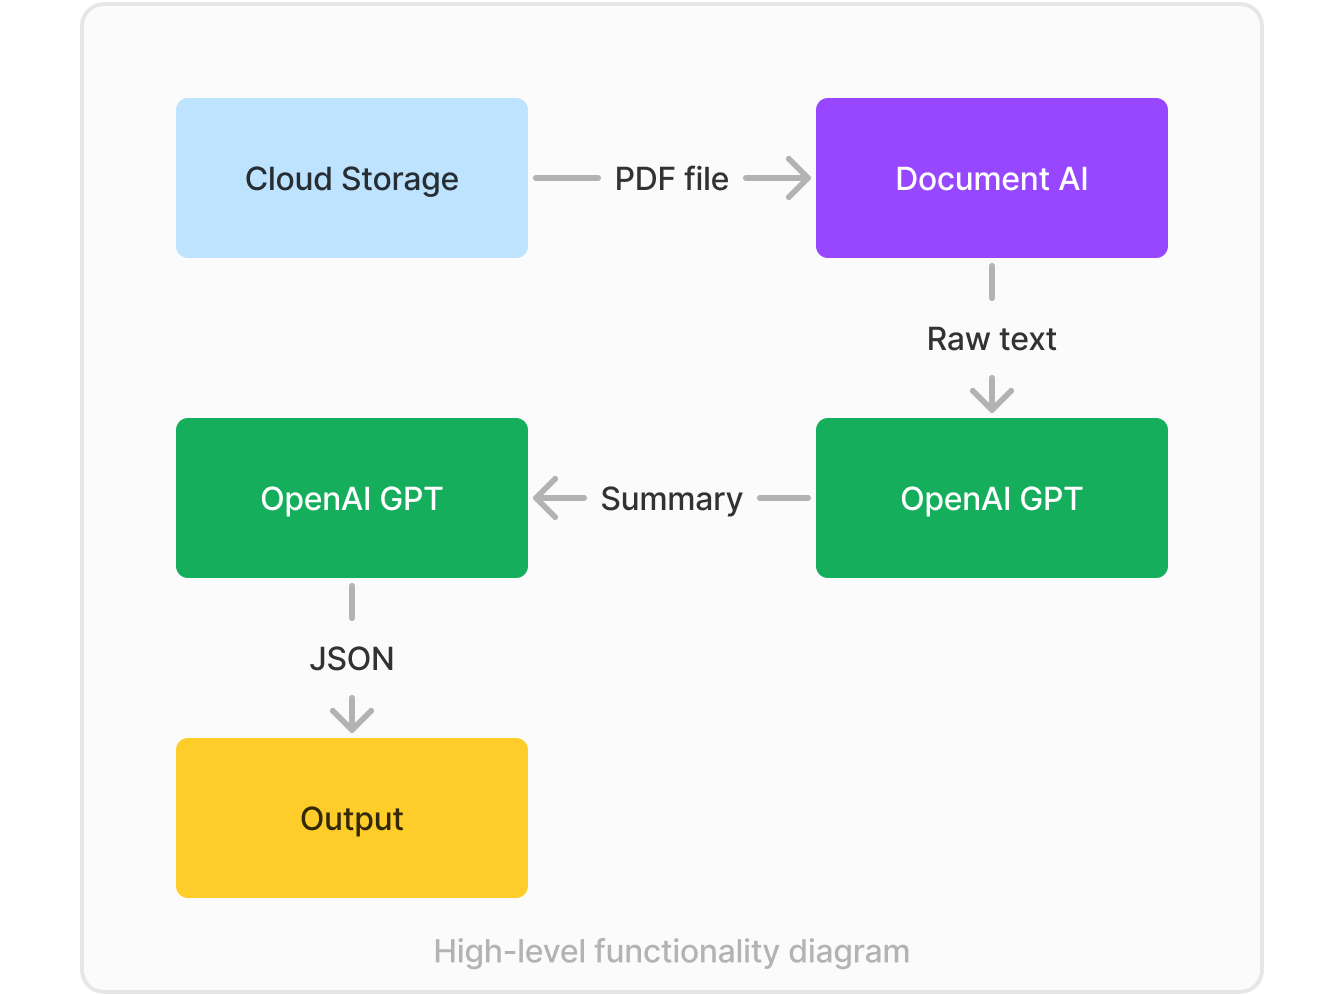 Cloud Storage
PDF file
Document AI
Raw text
OpenAI GPT
Summary
OpenAI GPT
JSON
Output
High-level functionality diagram